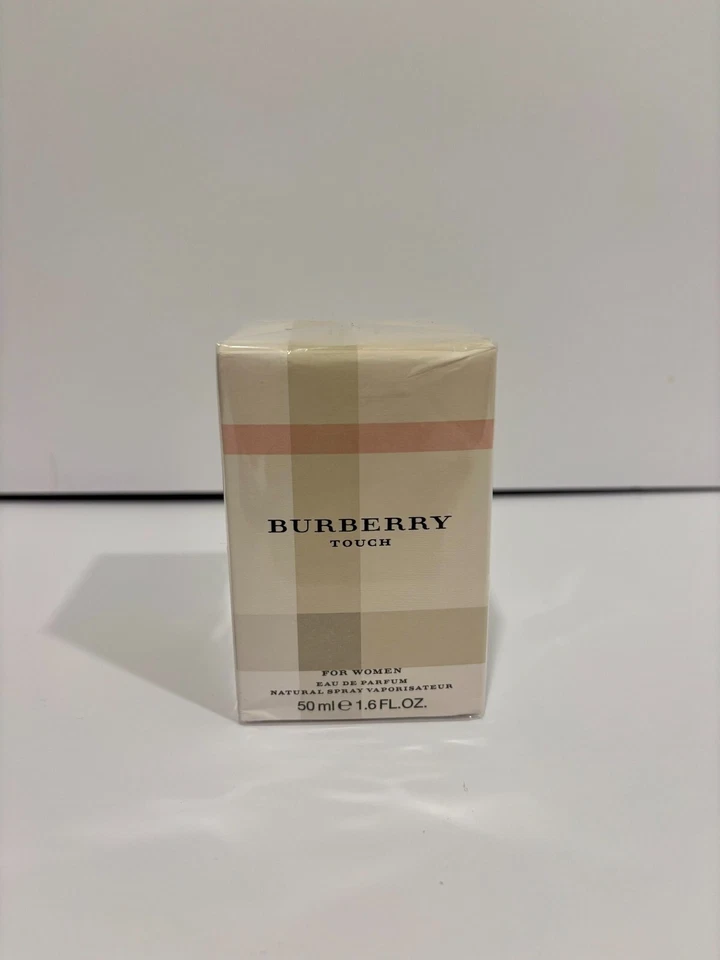 BURBERRY
TOUCH
FOR WOMEN
EAU DE PARFUM
NATURAL SPRAY VAPORISATEUR
50 ml ℮ 1.6 FL.OZ.